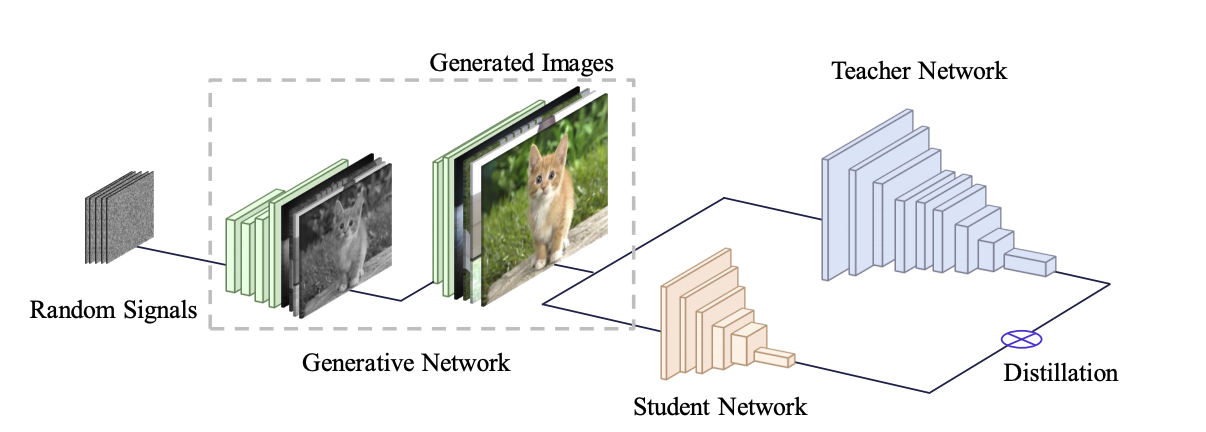 Generated Images
Teacher Network
Random Signals
Generative Network
Distillation
Student Network